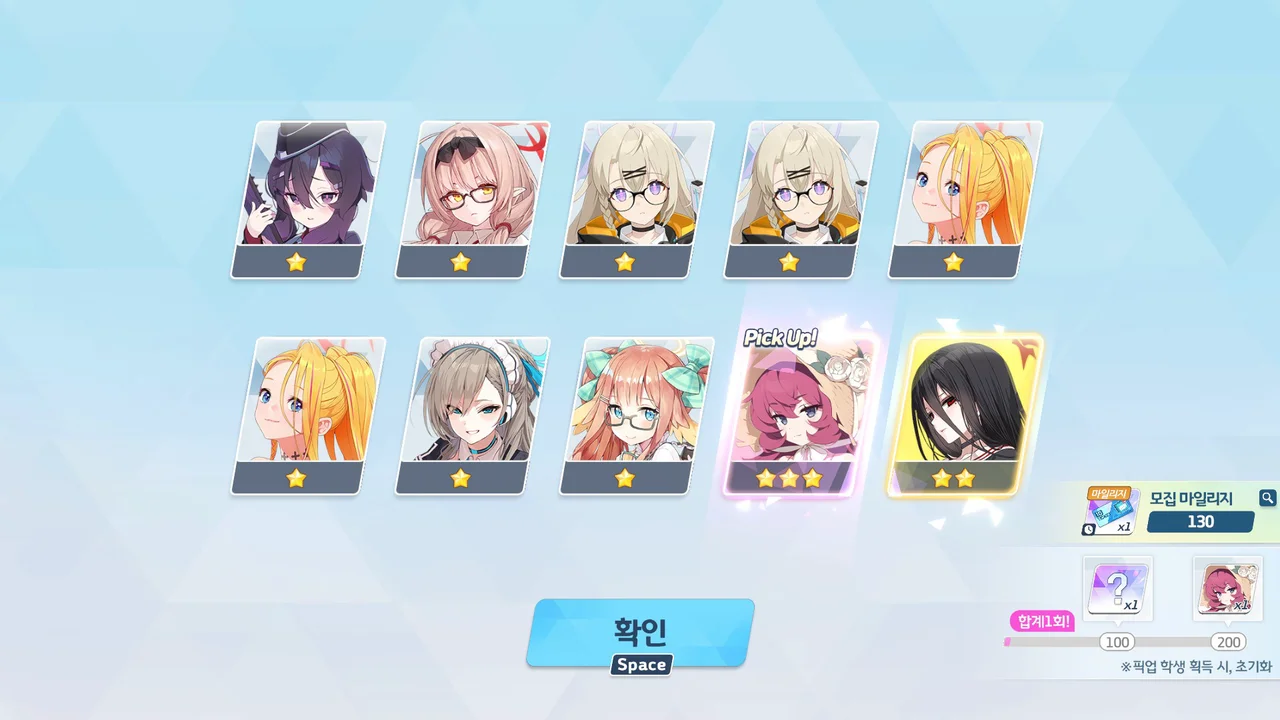 Pick Up!
마일리지
x1
모집 마일리지
130
x1
x1
합계1회!
100
200
※픽업 학생 획득 시, 초기화
확인
Space